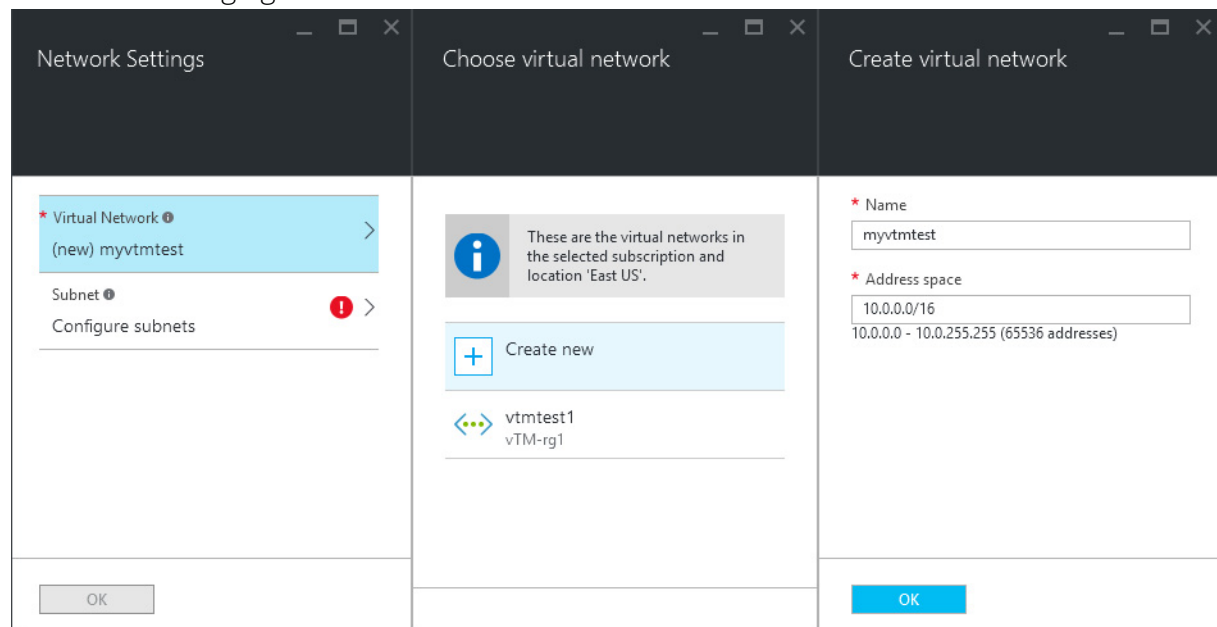 Network Settings
* Virtual Network
(new) myvtmtest
Subnet
Configure subnets
OK
Choose virtual network
These are the virtual networks in
the selected subscription and
location 'East US'.
Create new
vtmtest1
vTM-rg1
Create virtual network
* Name
myvtmtest
* Address space
10.0.0.0/16
10.0.0.0 - 10.0.255.255 (65536 addresses)
OK